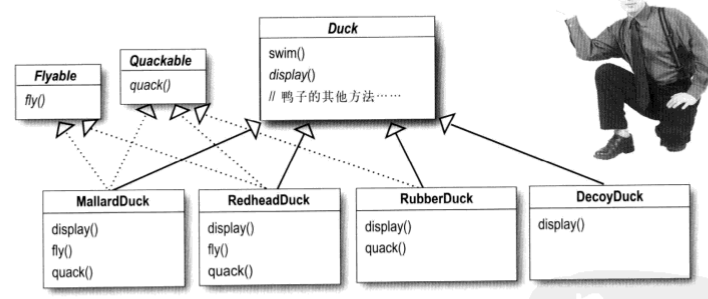 Duck
swim()
display()
// 鸭子的其他方法……
Quackable
quack()
Flyable
fly()
MallardDuck
display()
fly()
quack()
RedheadDuck
display()
fly()
quack()
RubberDuck
display()
quack()
DecoyDuck
display()